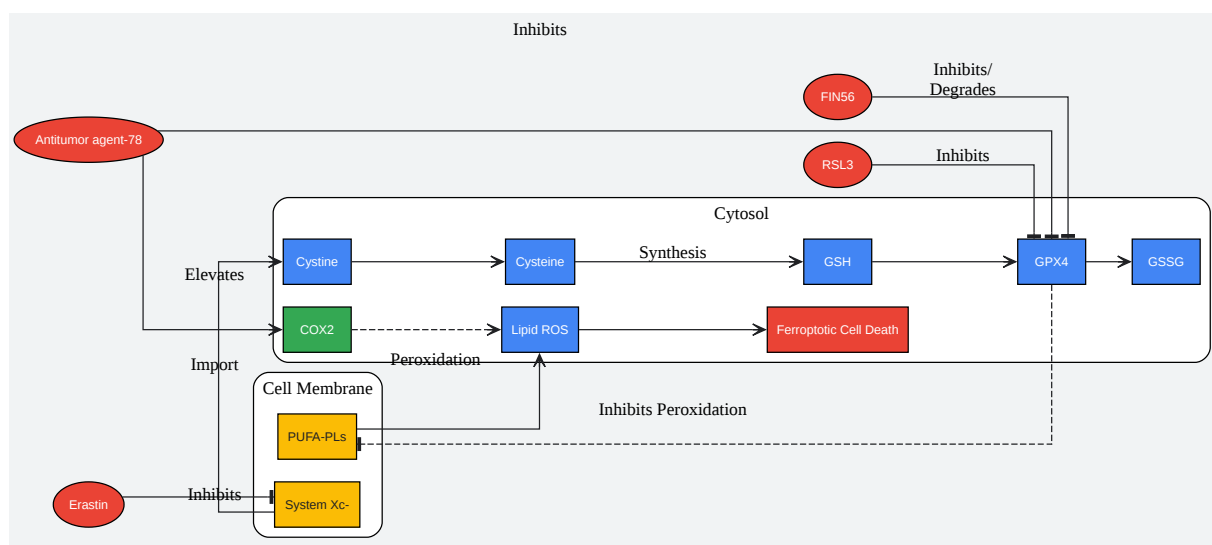 Inhibits
Inhibits/
Degrades
FIN56
Antitumor agent-78
Inhibits
RSL3
Cytosol
Synthesis
Cystine
Cysteine
GSH
GPX4
GSSG
Elevates
COX2
Lipid ROS
Ferroptotic Cell Death
Peroxidation
Import
Cell Membrane
Inhibits Peroxidation
PUFA-PLs
Inhibits
Erastin
System Xc-